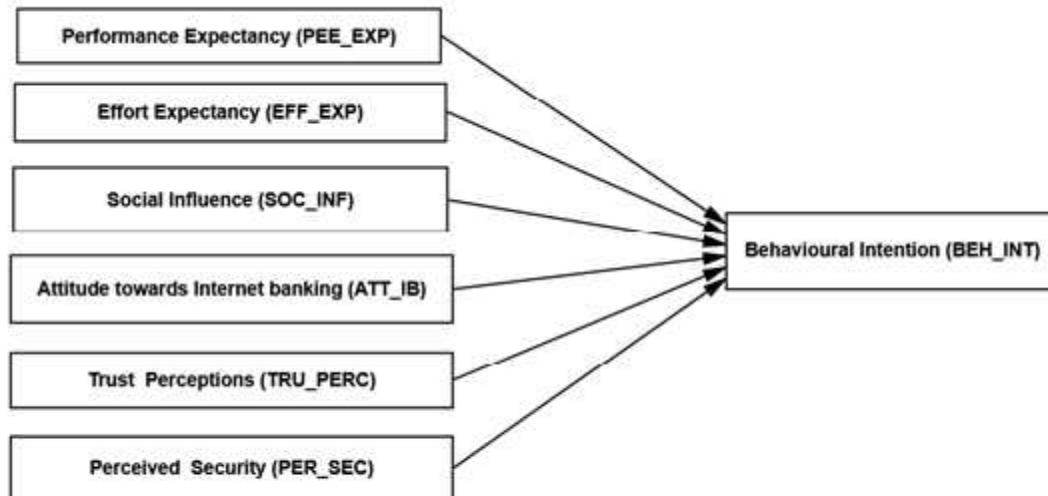 Performance Expectancy (PEE_EXP)
Effort Expectancy (EFF_EXP)
Social Influence (SOC_INF)
Behavioural Intention (BEH_INT)
Attitude towards Internet banking (ATT_IB)
Trust Perceptions (TRU_PERC)
Perceived Security (PER_SEC)